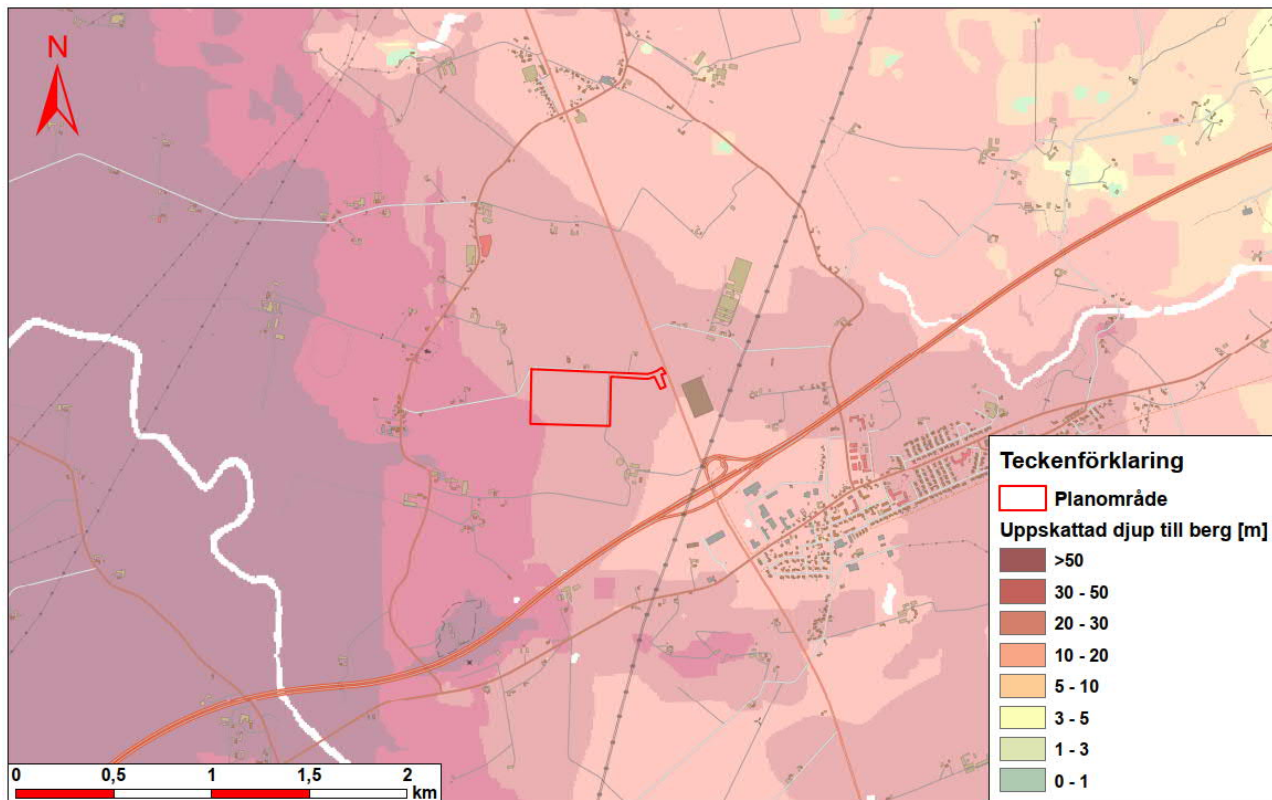 N
Teckenförklaring
Planområde
Uppskattad djup till berg [m]
>50
30 - 50
20 - 30
10 - 20
5 - 10
3 - 5
1 - 3
0 - 1
0 0,5 1 1,5 2
km